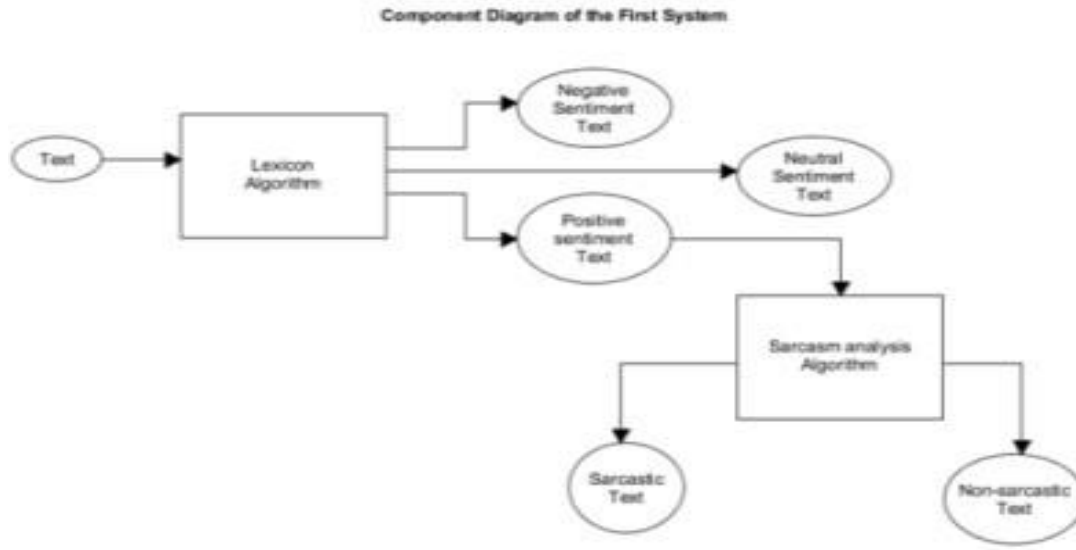 Component Diagram of the First System
Negative
Sentiment
Text
Text
Lexicon
Algorithm
Neutral
Sentiment
Text
Positive
sentiment
Text
Sarcasm analysis
Algorithm
Sarcastic
Text
Non-sarcastic
Text